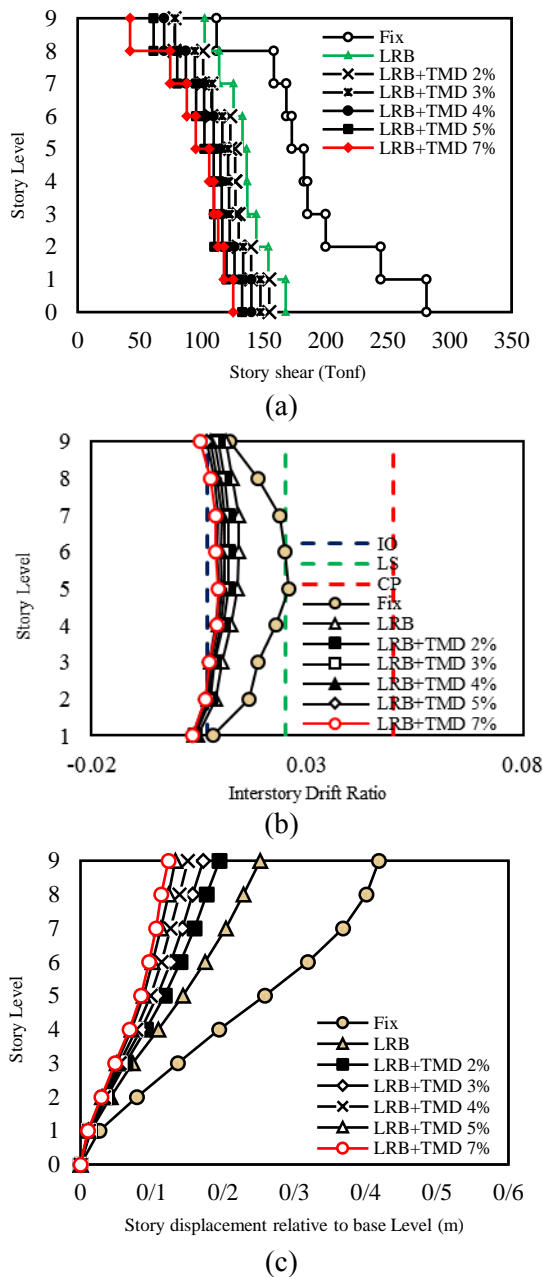 9
8
7
6
5
4
3
2
1
0
Story Level
Fix
LRB
LRB+TMD 2%
LRB+TMD 3%
LRB+TMD 4%
LRB+TMD 5%
LRB+TMD 7%
0 50 100 150 200 250 300 350
Story shear (Tonf)
(a)
9
8
7
6
5
4
3
2
1
Story Level
IO
LS
CP
Fix
LRB
LRB+TMD 2%
LRB+TMD 3%
LRB+TMD 4%
LRB+TMD 5%
LRB+TMD 7%
-0.02 0.03 0.08
Interstory Drift Ratio
(b)
9
8
7
6
5
4
3
2
1
0
Story Level
Fix
LRB
LRB+TMD 2%
LRB+TMD 3%
LRB+TMD 4%
LRB+TMD 5%
LRB+TMD 7%
0 0/1 0/2 0/3 0/4 0/6
Story displacement relative to base Level (m)
(c)